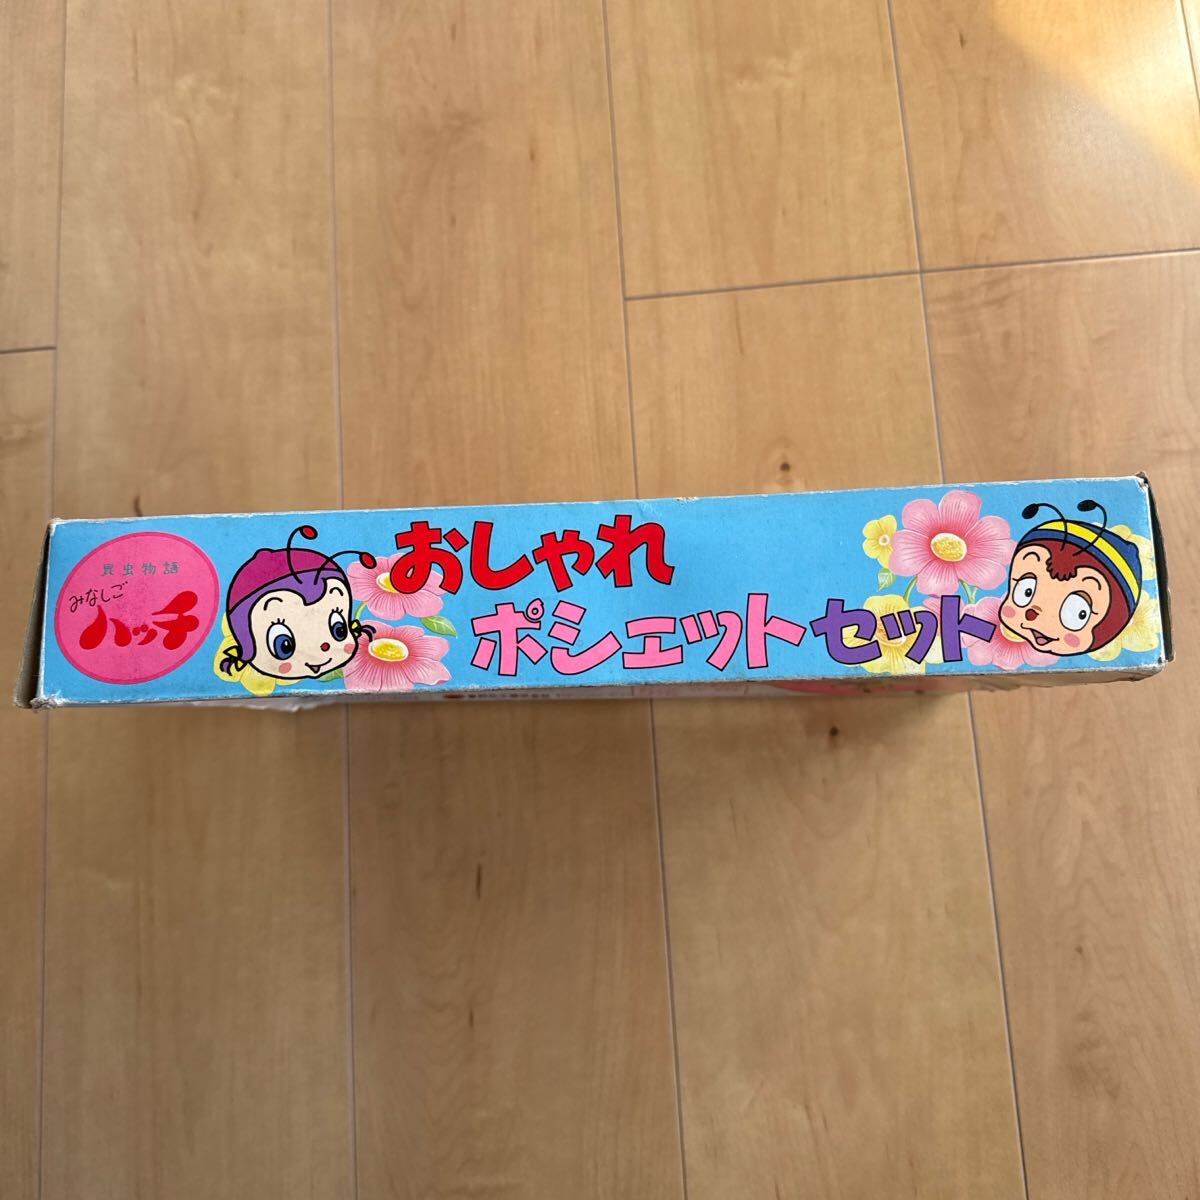 昆虫物語
みなしご
ハッチ
おしゃれ
ポシェットセット